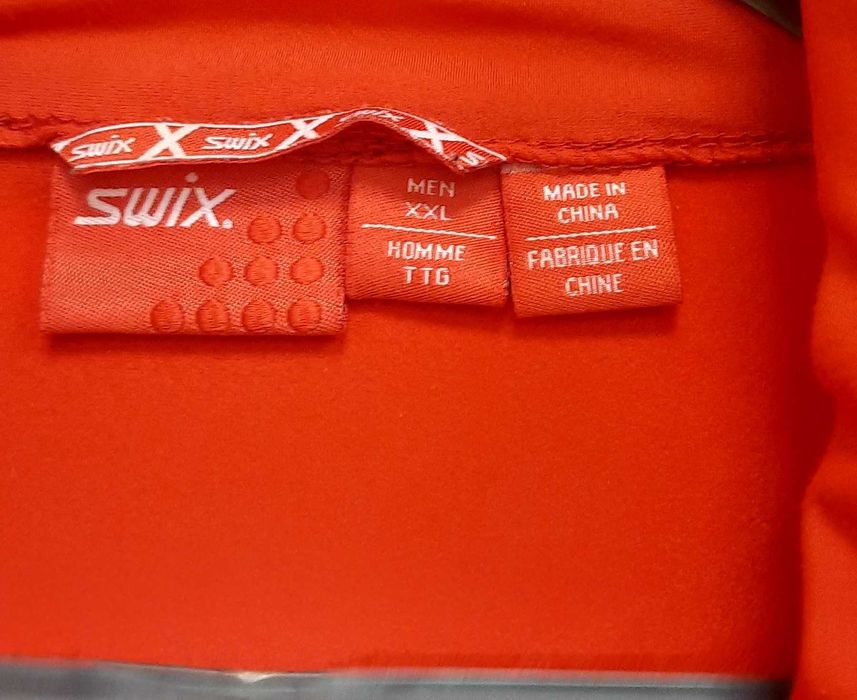 swix X swix X swix X S
swix.
MEN
XXL
HOMME
TTG
MADE IN
CHINA
FABRIQUE EN
CHINE